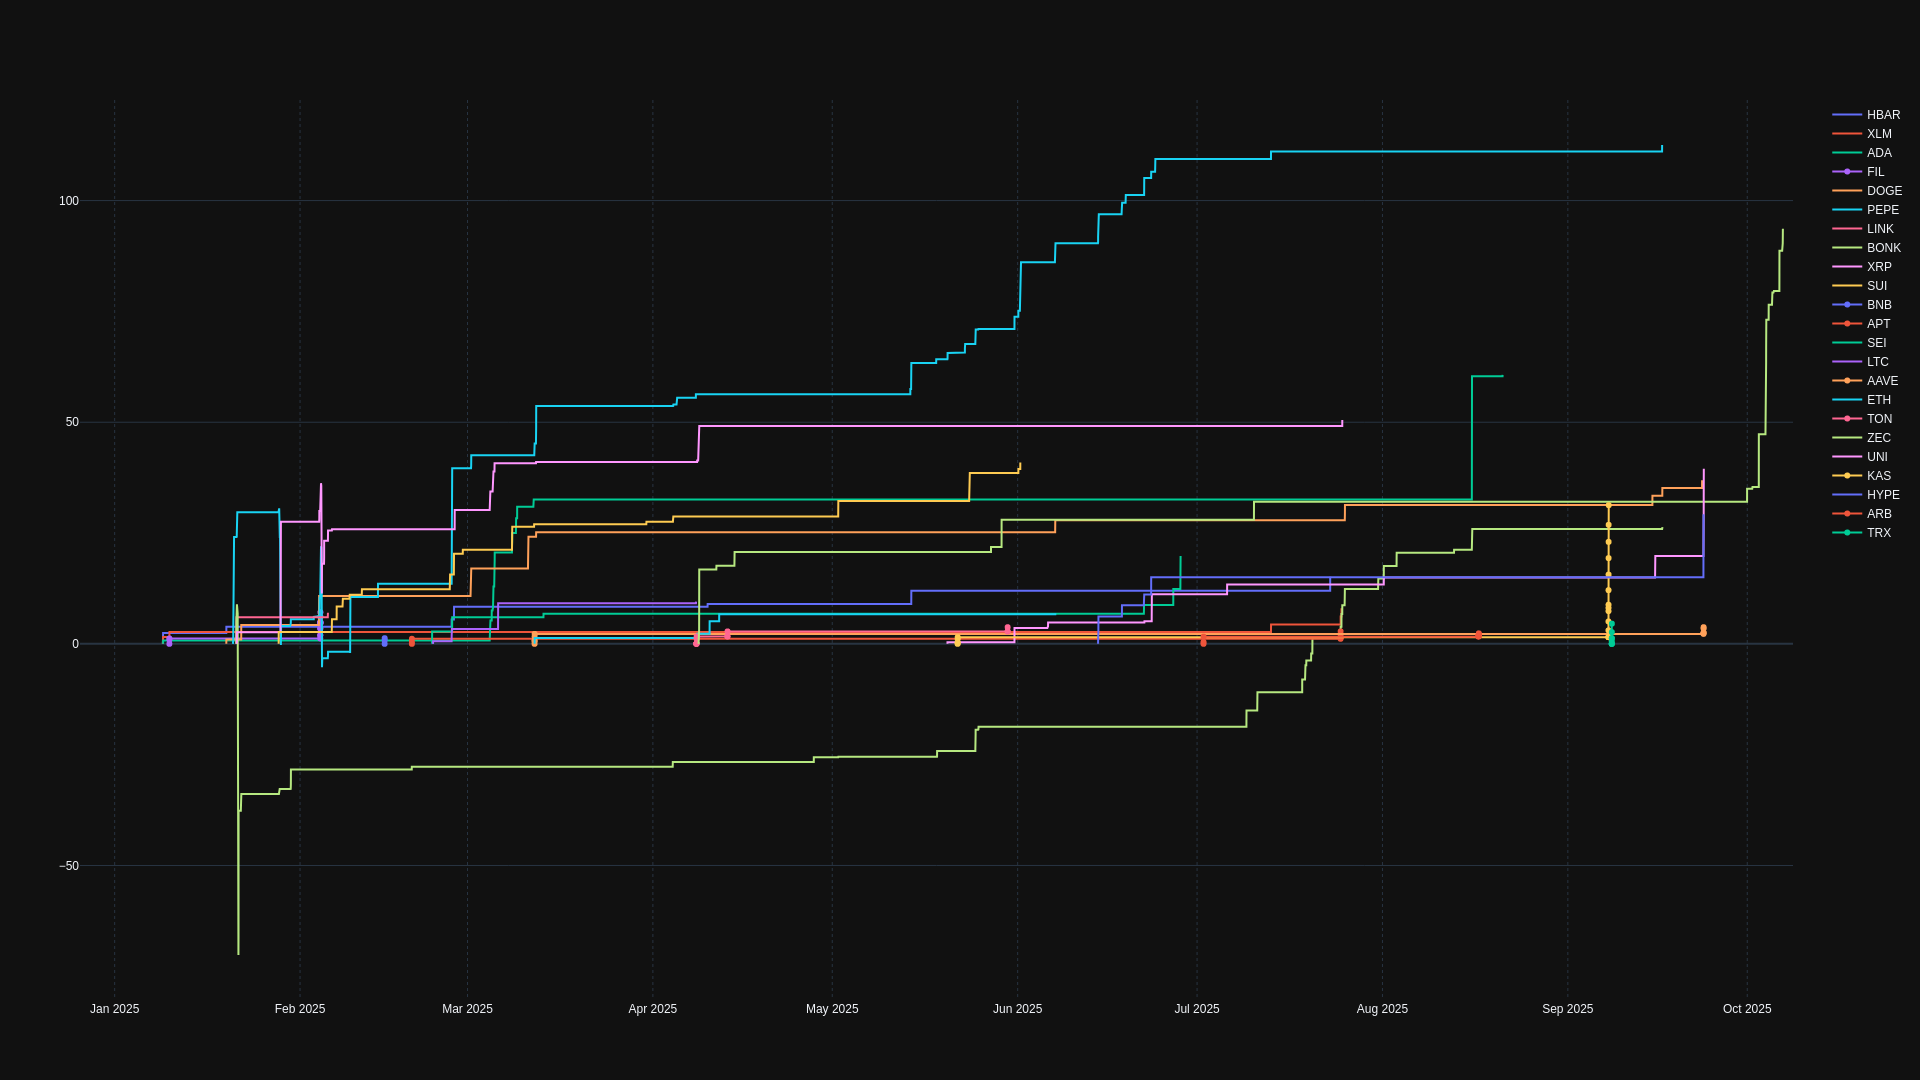 100
50
0
−50
Jan 2025
Feb 2025
Mar 2025
Apr 2025
May 2025
Jun 2025
Jul 2025
Aug 2025
Sep 2025
Oct 2025
HBAR
XLM
ADA
FIL
DOGE
PEPE
LINK
BONK
XRP
SUI
BNB
APT
SEI
LTC
AAVE
ETH
TON
ZEC
UNI
KAS
HYPE
ARB
TRX